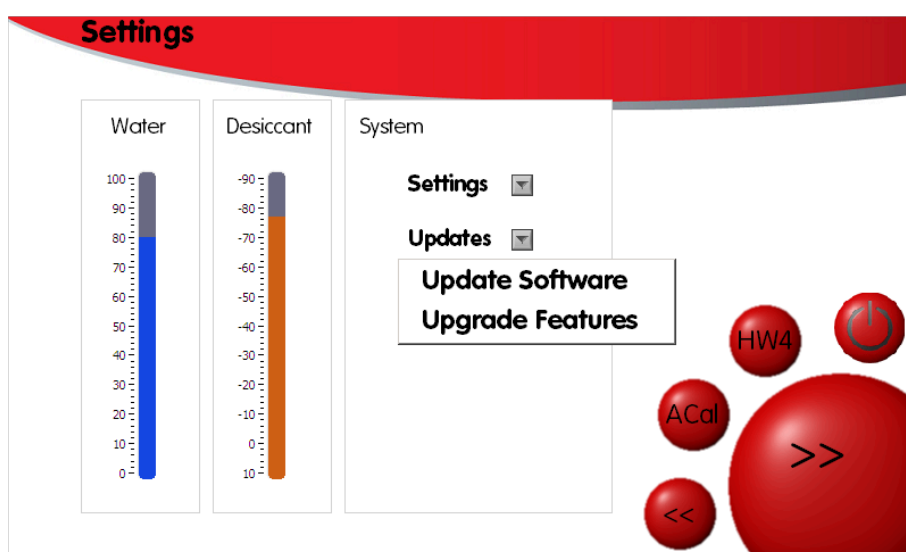 Settings
Water
100
90
80
70
60
50
40
30
20
10
0
Desiccant
-90
-80
-70
-60
-50
-40
-30
-20
-10
0
10
System
Settings
Updates
Update Software
Upgrade Features
HW4
ACal
>>
<<